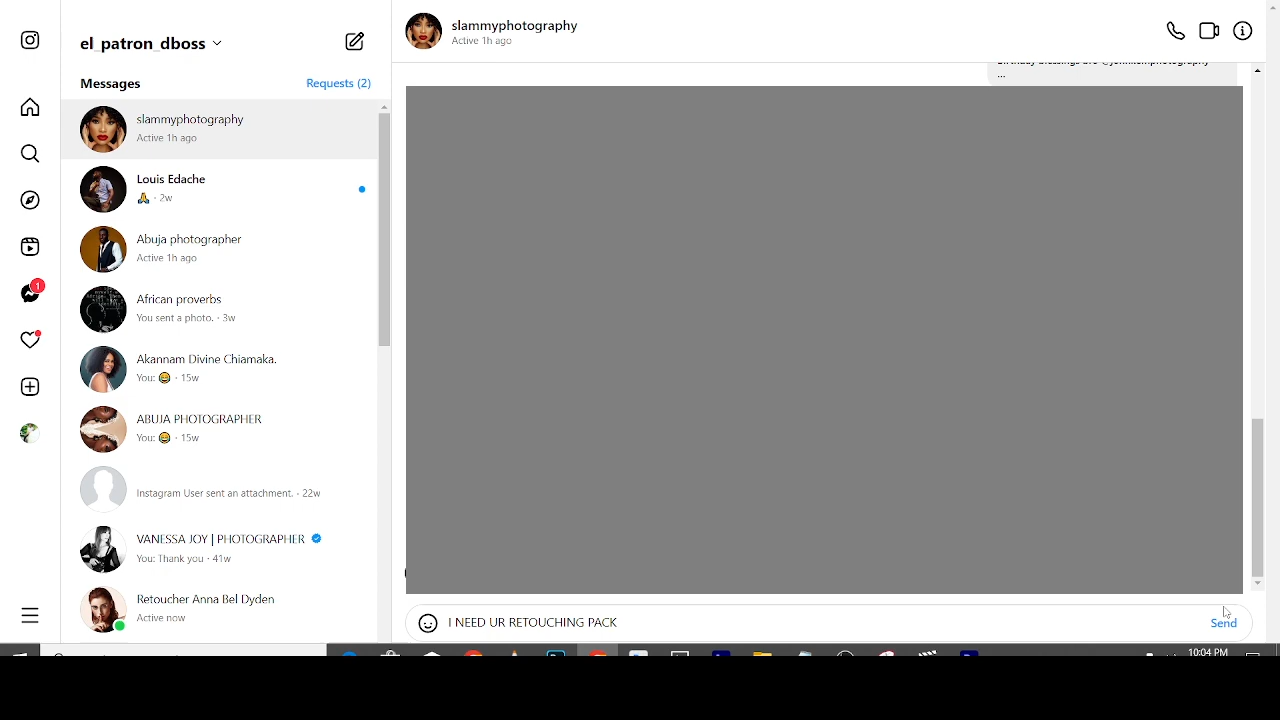 el_patron_dboss
Messages
Requests (2)
slammyphotography
Active 1h ago
Louis Edache
🙏 · 2w
Abuja photographer
Active 1h ago
African proverbs
You sent a photo. · 3w
Akannam Divine Chiamaka.
You: 😂 · 15w
ABUJA PHOTOGRAPHER
You: 😂 · 15w
Instagram User sent an attachment. · 22w
VANESSA JOY | PHOTOGRAPHER
You: Thank you · 41w
Retoucher Anna Bel Dyden
Active now
1
slammyphotography
Active 1h ago
...
I NEED UR RETOUCHING PACK
Send
10:04 PM